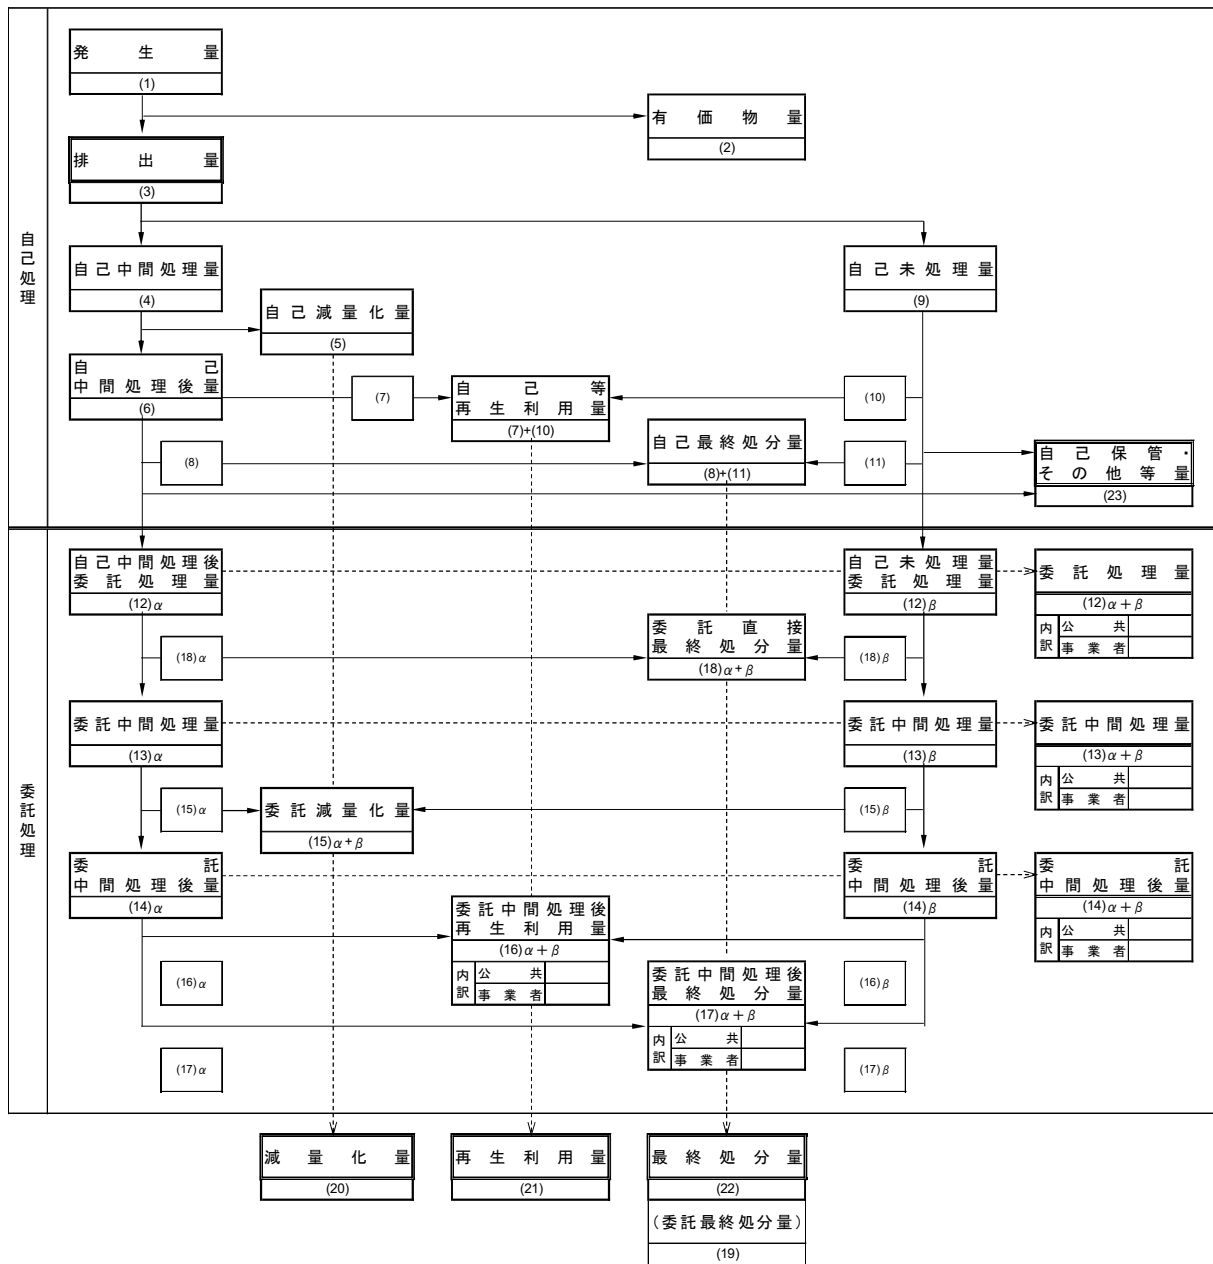 発生量
(1)
有価物量
(2)
排出量
(3)
自己処理
自己中間処理量
(4)
自己未処理量
(9)
自己減量化量
(5)
自己
中間処理後量
(6)
(7)
自己等
再生利用量
(7)+(10)
(10)
(8)
自己最終処分量
(8)+(11)
(11)
自己保管・
その他等量
(23)
委託処理
自己中間処理後
委託処理量
(12)α
自己未処理量
委託処理量
(12)β
委託処理量
(12)α+β
内訳
公共
事業者
(18)α
委託直接
最終処分量
(18)α+β
(18)β
委託中間処理量
(13)α
委託中間処理量
(13)β
委託中間処理量
(13)α+β
内訳
公共
事業者
(15)α
委託減量化量
(15)α+β
(15)β
委託
中間処理後量
(14)α
委託
中間処理後量
(14)β
委託
中間処理後量
(14)α+β
内訳
公共
事業者
委託中間処理後
再生利用量
(16)α+β
内訳
公共
事業者
(16)α
(16)β
委託中間処理後
最終処分量
(17)α+β
内訳
公共
事業者
(17)α
(17)β
減量化量
(20)
再生利用量
(21)
最終処分量
(22)
(委託最終処分量)
(19)